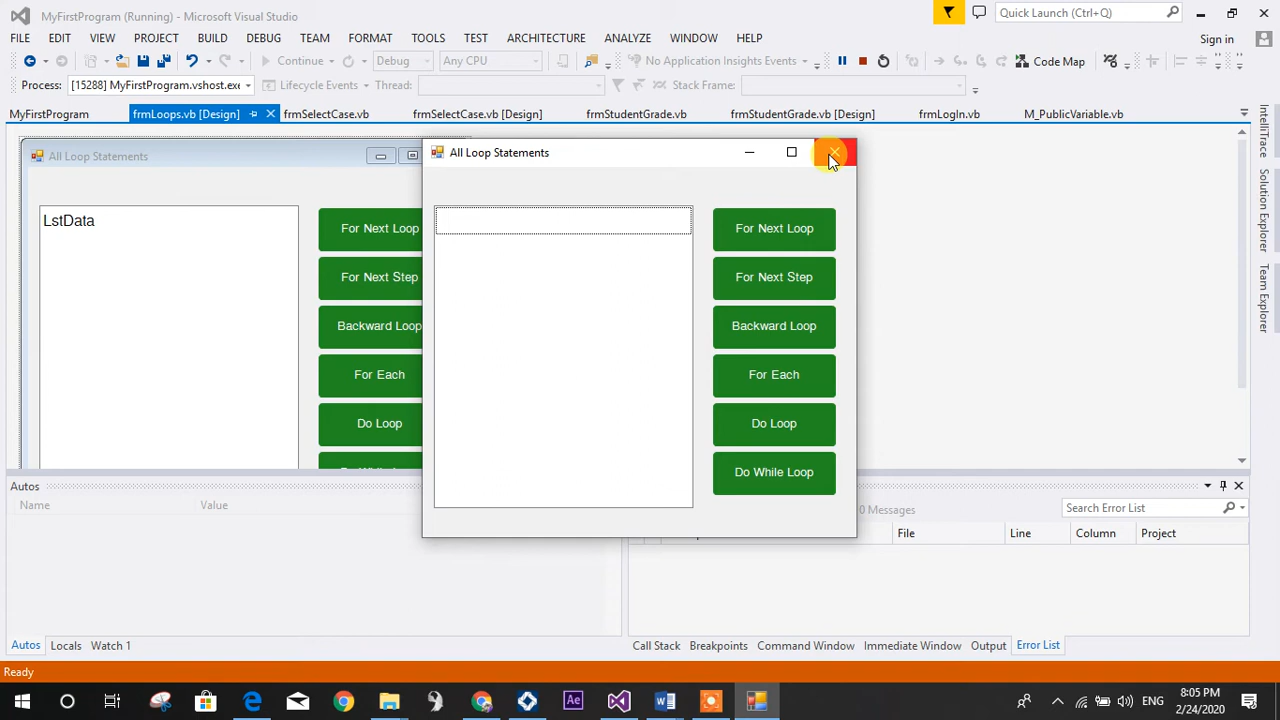 MyFirstProgram (Running) - Microsoft Visual Studio
Quick Launch (Ctrl+Q)
FILE EDIT VIEW PROJECT BUILD DEBUG TEAM FORMAT TOOLS TEST ARCHITECTURE ANALYZE WINDOW HELP
Sign in
Continue Debug Any CPU No Application Insights Events Code Map
Process: [15288] MyFirstProgram.vshost.exe Lifecycle Events Thread: Stack Frame:
MyFirstProgram frmLoops.vb [Design] frmSelectCase.vb frmSelectCase.vb [Design] frmStudentGrade.vb frmStudentGrade.vb [Design] frmLogIn.vb M_PublicVariable.vb
IntelliTrace
Solution Explorer
Team Explorer
All Loop Statements
LstData
For Next Loop
For Next Step
Backward Loop
For Each
Do Loop
All Loop Statements
For Next Loop
For Next Step
Backward Loop
For Each
Do Loop
Do While Loop
Autos
Name Value
0 Messages
Search Error List
File Line Column Project
Autos Locals Watch 1
Call Stack Breakpoints Command Window Immediate Window Output Error List
Ready
Ae
ENG
8:05 PM
2/24/2020